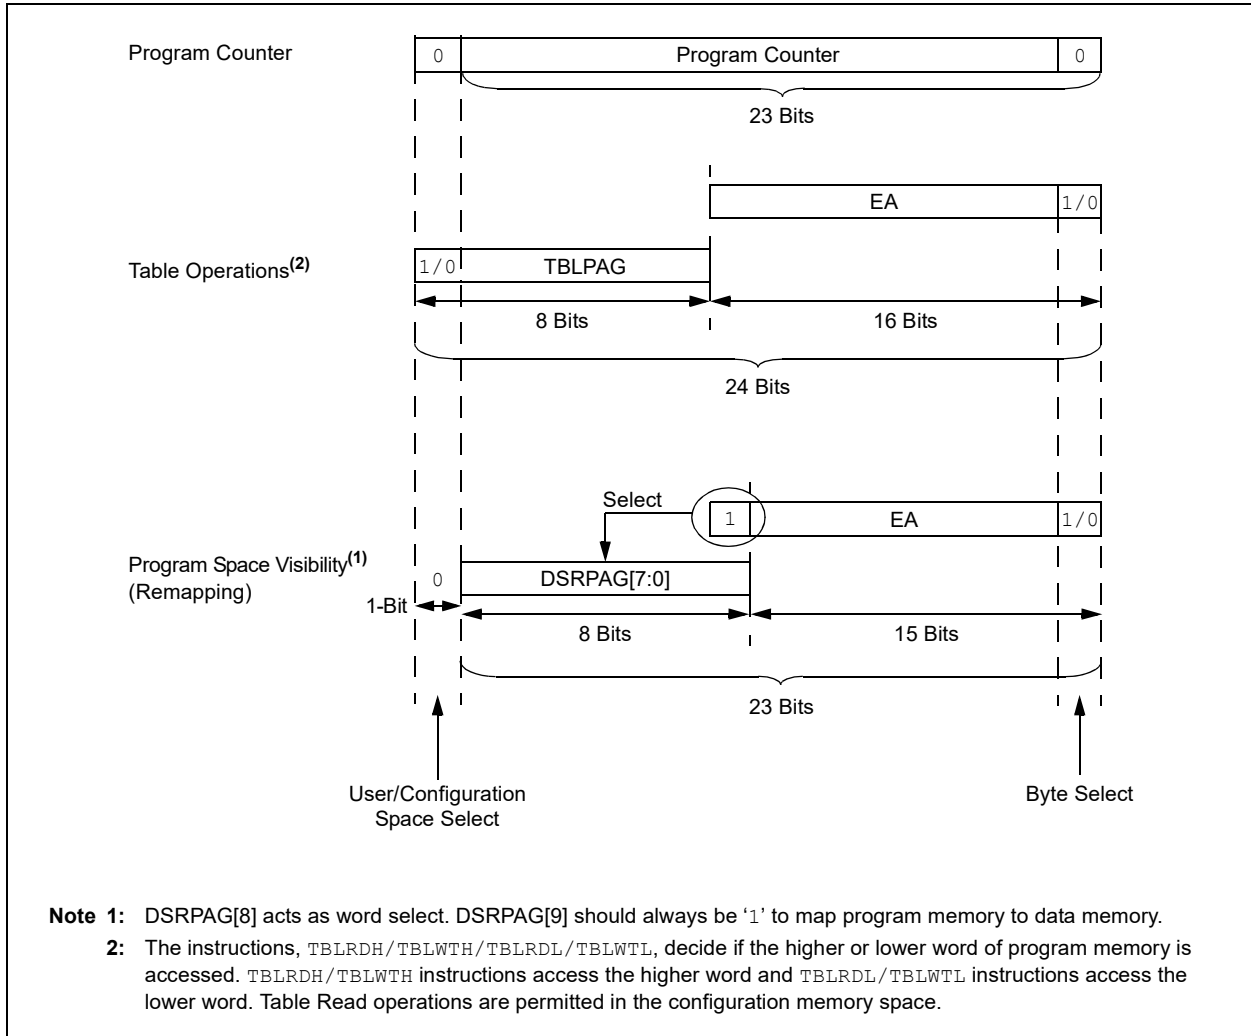 Program Counter
0
Program Counter
0
23 Bits
EA
1/0
Table Operations(2)
1/0
TBLPAG
8 Bits
16 Bits
24 Bits
Select
1
EA
1/0
Program Space Visibility(1)
(Remapping)
0
DSRPAG[7:0]
1-Bit
8 Bits
15 Bits
23 Bits
User/Configuration
Space Select
Byte Select
Note 1: DSRPAG[8] acts as word select. DSRPAG[9] should always be ‘1’ to map program memory to data memory.
2: The instructions, TBLRDH/TBLWTH/TBLRDL/TBLWTL, decide if the higher or lower word of program memory is
accessed. TBLRDH/TBLWTH instructions access the higher word and TBLRDL/TBLWTL instructions access the
lower word. Table Read operations are permitted in the configuration memory space.